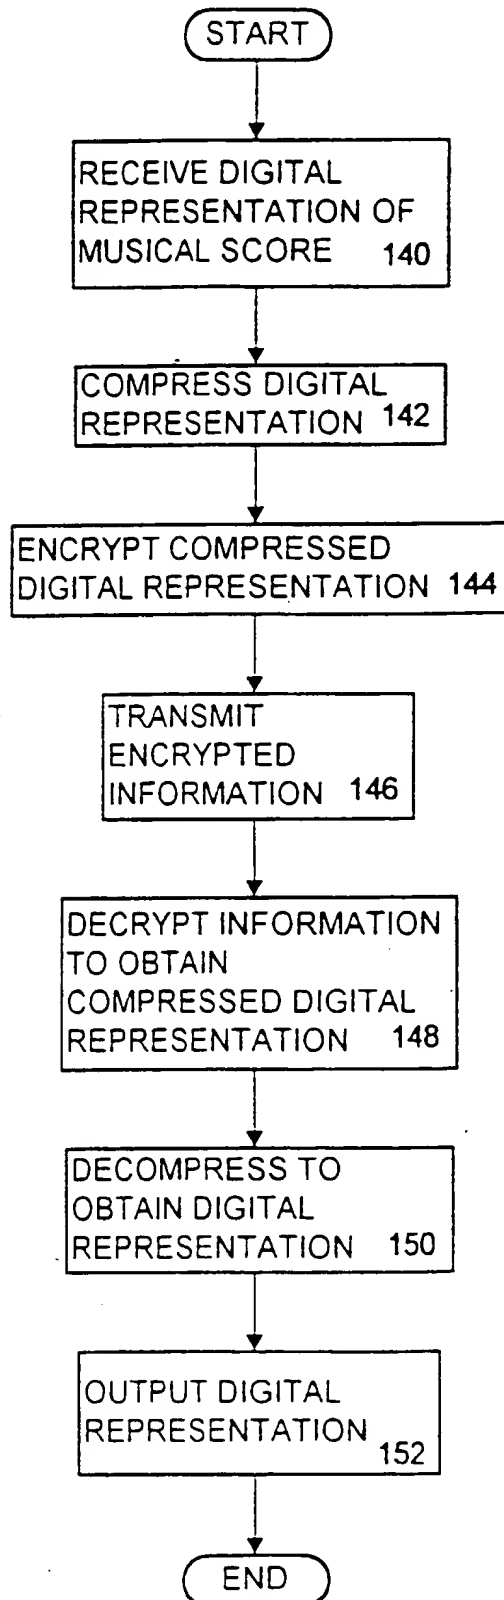 START
RECEIVE DIGITAL
REPRESENTATION OF
MUSICAL SCORE 140
COMPRESS DIGITAL
REPRESENTATION 142
ENCRYPT COMPRESSED
DIGITAL REPRESENTATION 144
TRANSMIT
ENCRYPTED
INFORMATION 146
DECRYPT INFORMATION
TO OBTAIN
COMPRESSED DIGITAL
REPRESENTATION 148
DECOMPRESS TO
OBTAIN DIGITAL
REPRESENTATION 150
OUTPUT DIGITAL
REPRESENTATION
152
END